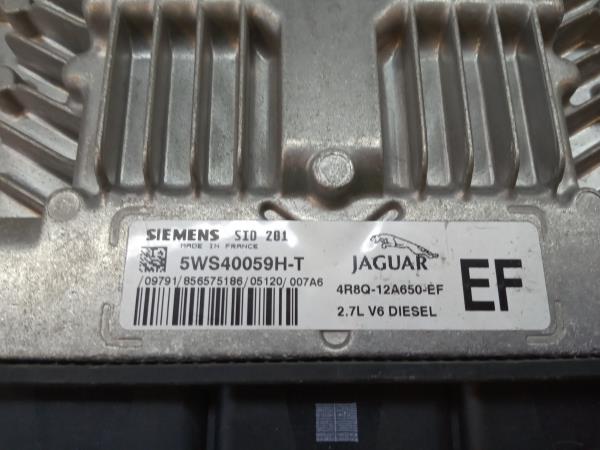 SIEMENS SID 201
MADE IN FRANCE
5WS40059H-T
/09791/856575186/05120/007A6
JAGUAR
4R8Q-12A650-EF
2.7L V6 DIESEL
EF